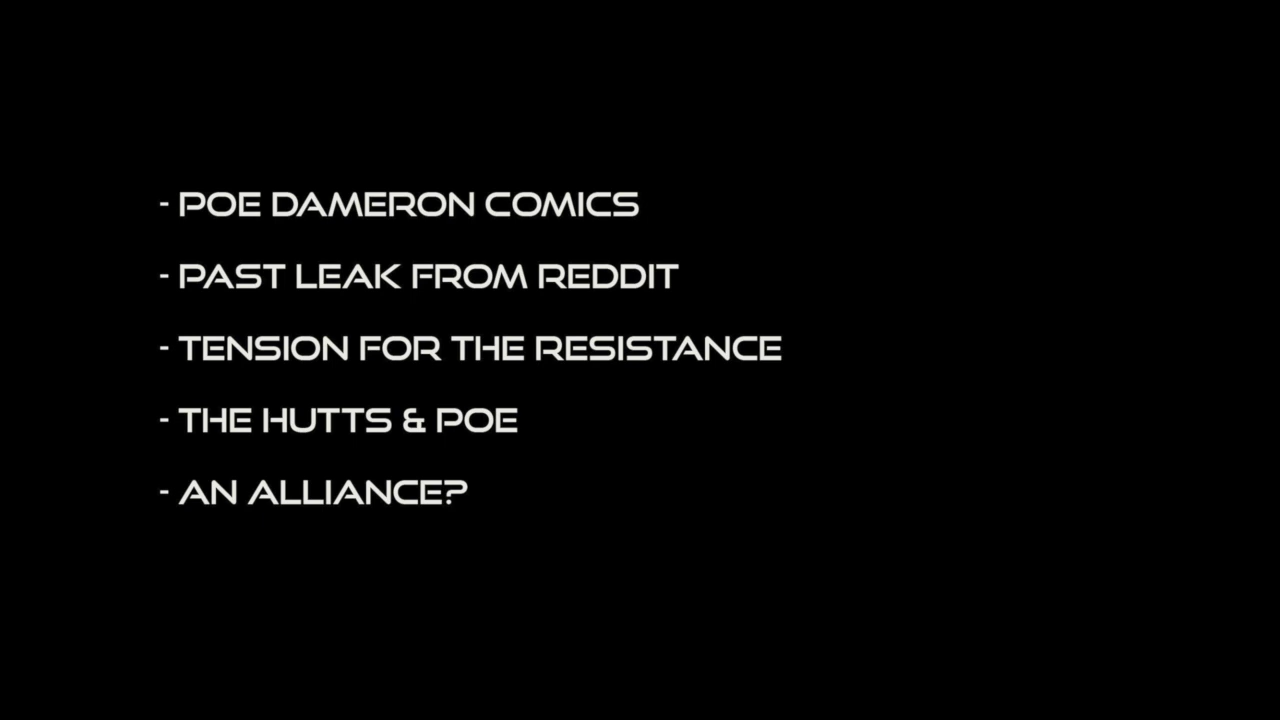 - POE DAMERON COMICS
- PAST LEAK FROM REDDIT
- TENSION FOR THE RESISTANCE
- THE HUTTS & POE
- AN ALLIANCE?